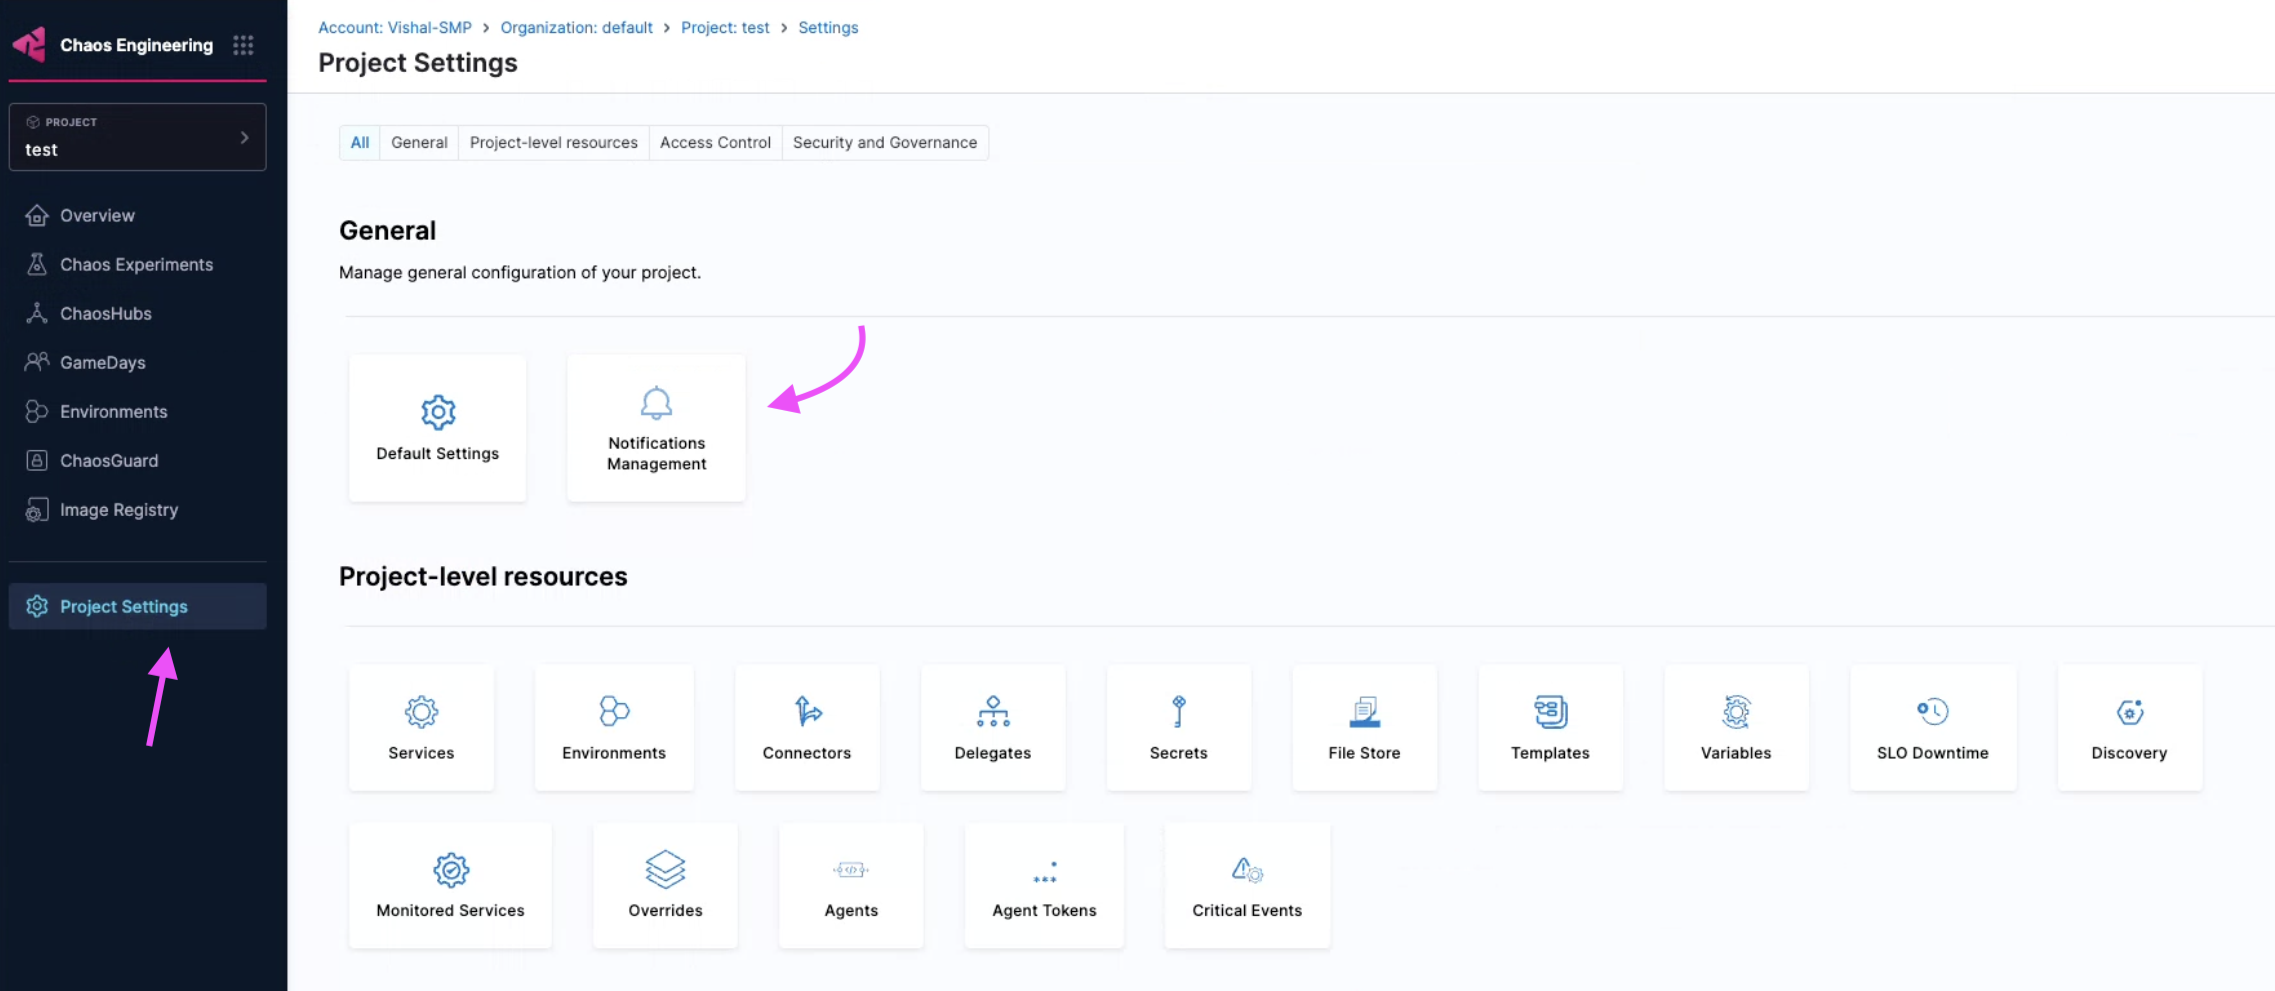 Chaos Engineering
PROJECT
test
Overview
Chaos Experiments
ChaosHubs
GameDays
Environments
ChaosGuard
Image Registry
Project Settings
Account: Vishal-SMP > Organization: default > Project: test > Settings
Project Settings
All General Project-level resources Access Control Security and Governance
General
Manage general configuration of your project.
Default Settings
Notifications
Management
Project-level resources
Services Environments Connectors Delegates Secrets File Store Templates Variables SLO Downtime Discovery
Monitored Services Overrides Agents Agent Tokens Critical Events